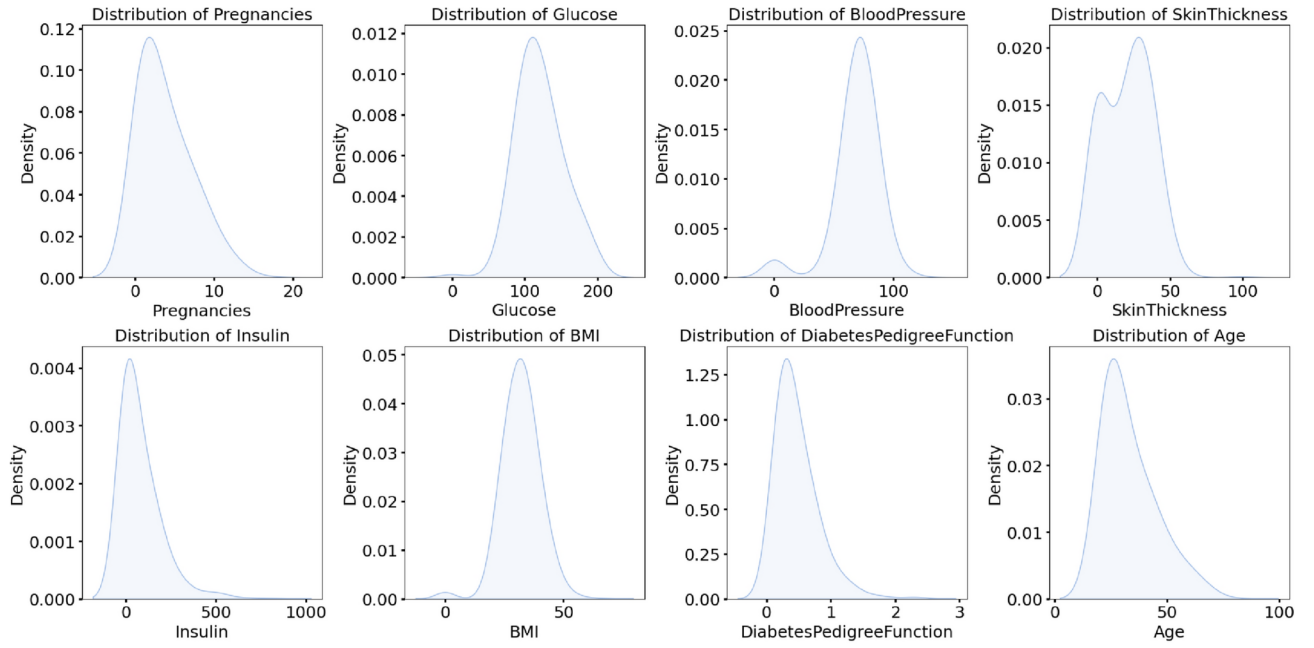 Distribution of Pregnancies
0.12
0.10
0.08
0.06
0.04
0.02
0.00
Density
0 10 20
Pregnancies
Distribution of Glucose
0.012
0.010
0.008
0.006
0.004
0.002
0.000
Density
0 100 200
Glucose
Distribution of BloodPressure
0.025
0.020
0.015
0.010
0.005
0.000
Density
0 100
BloodPressure
Distribution of SkinThickness
0.020
0.015
0.010
0.005
0.000
Density
0 50 100
SkinThickness
Distribution of Insulin
0.004
0.003
0.002
0.001
0.000
Density
0 500 1000
Insulin
Distribution of BMI
0.05
0.04
0.03
0.02
0.01
0.00
Density
0 50
BMI
Distribution of DiabetesPedigreeFunction
1.25
1.00
0.75
0.50
0.25
0.00
Density
0 1 2 3
DiabetesPedigreeFunction
Distribution of Age
0.03
0.02
0.01
0.00
Density
0 50 100
Age